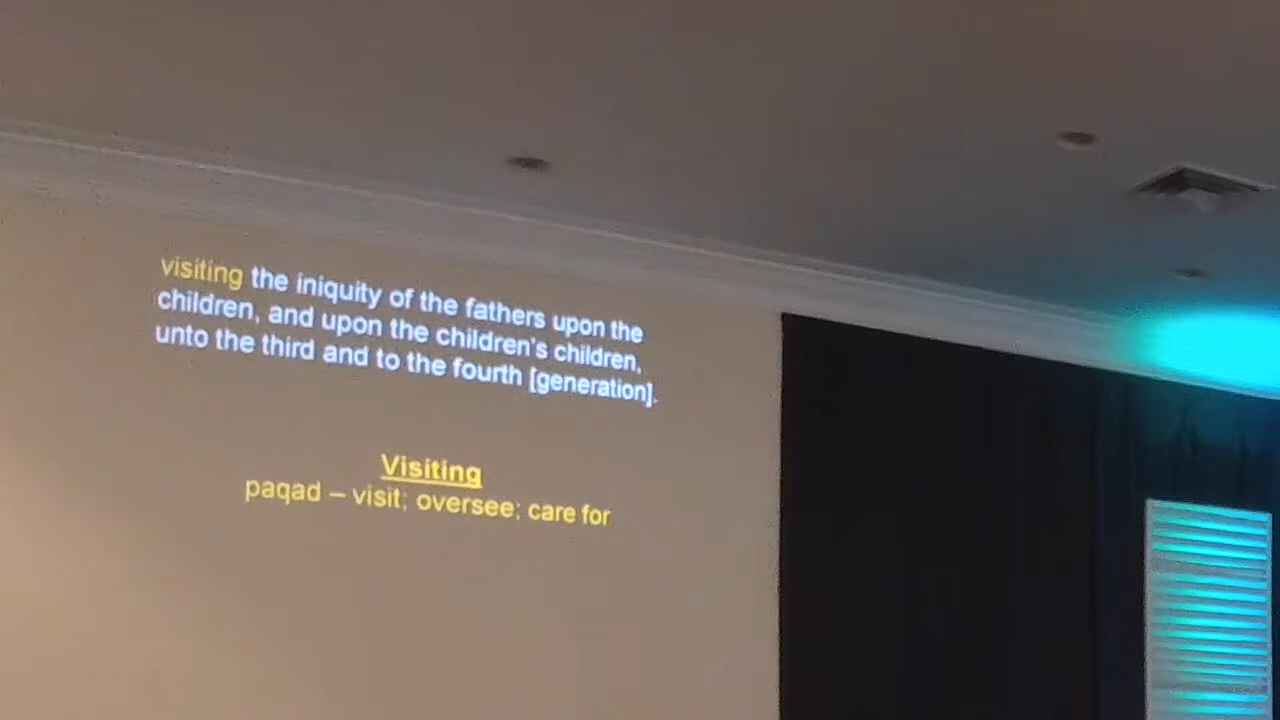 visiting the iniquity of the fathers upon the
children, and upon the children's children,
unto the third and to the fourth [generation].
Visiting
paqad – visit; oversee; care for